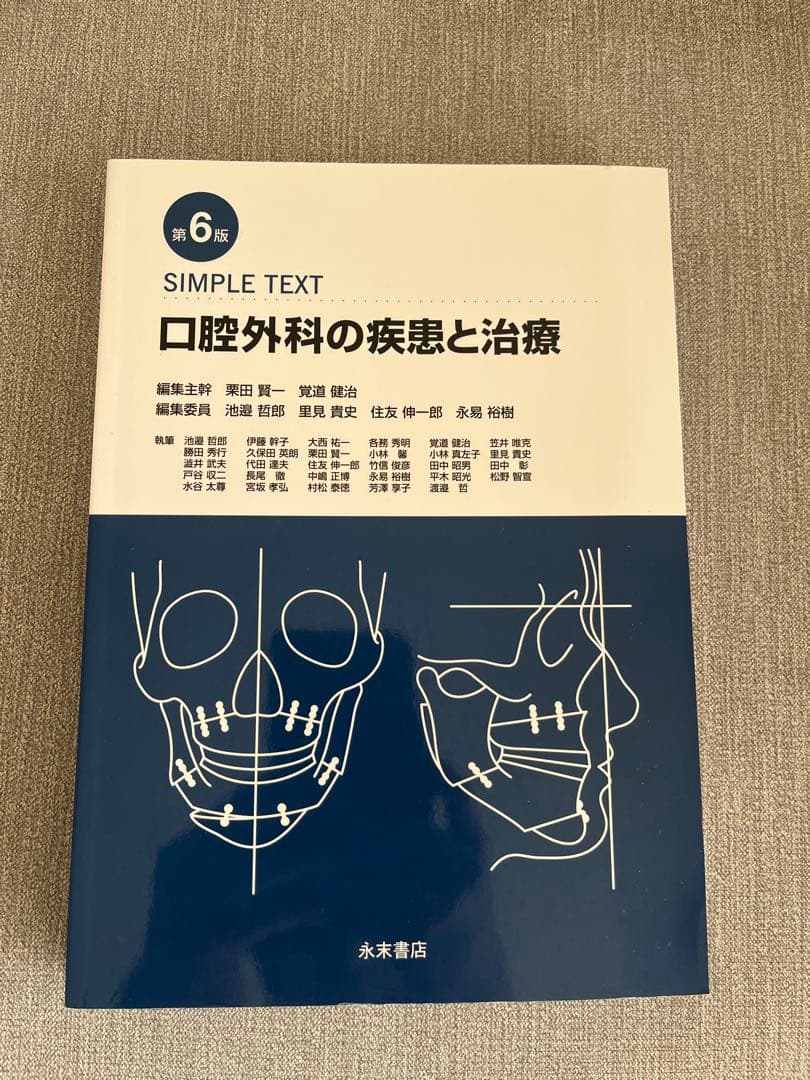 第6版
SIMPLE TEXT
口腔外科の疾患と治療
編集主幹 栗田 賢一 覚道 健治
編集委員 池邉 哲郎 里見 貴史 住友 伸一郎 永易 裕樹
執筆 池邉 哲郎 伊藤 幹子 大西 祐一 各務 秀明 覚道 健治 笠井 唯克
勝田 秀行 久保田 英朗 栗田 賢一 小林 馨 小林 真左子 里見 貴史
澁井 武夫 代田 達夫 住友 伸一郎 竹信 俊彦 田中 昭男 田中 彰
戸谷 収二 長尾 徹 中嶋 正博 永易 裕樹 平木 昭光 松野 智宣
水谷 太尊 宮坂 孝弘 村松 泰徳 芳澤 享子 渡邉 哲
永末書店